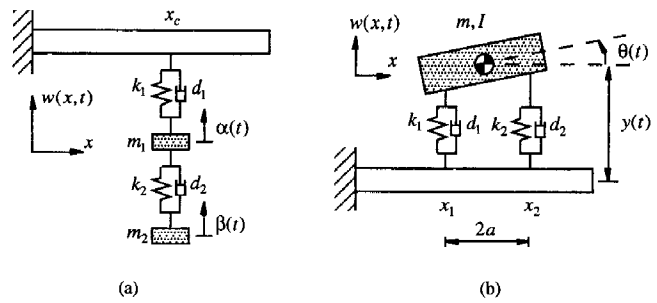 x_c
w(x,t)
x
k_1
d_1
α(t)
m_1
k_2
d_2
β(t)
m_2
(a)
w(x,t)
x
m, I
θ(t)
k_1
d_1
k_2
d_2
y(t)
x_1
x_2
2a
(b)